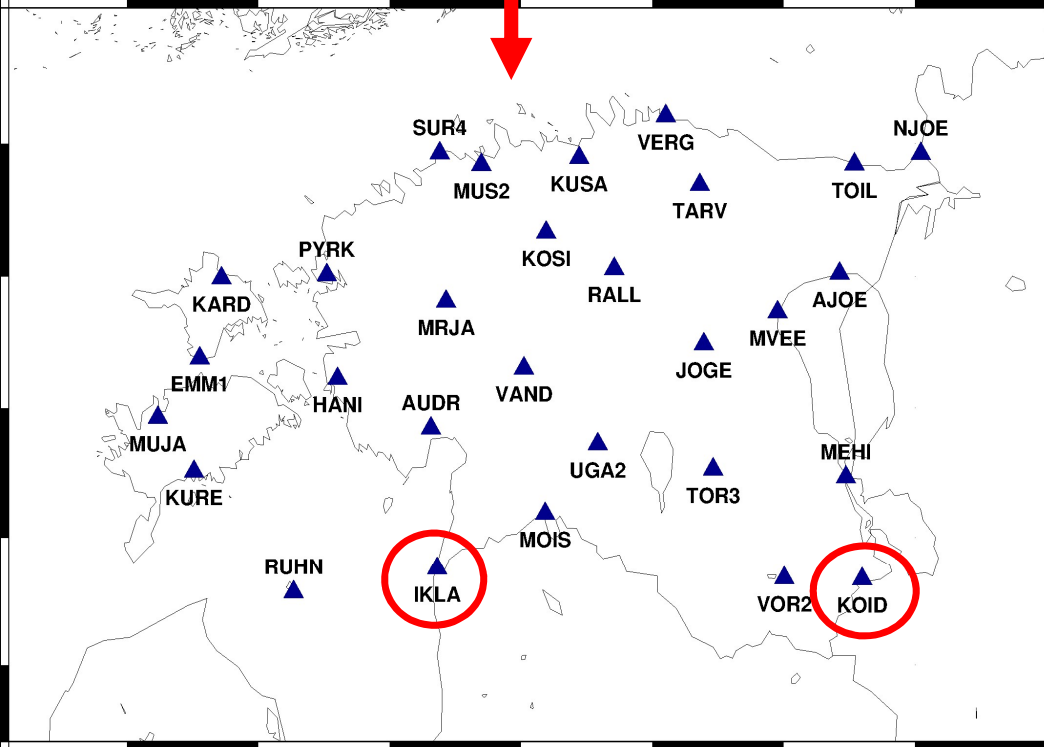 SUR4
VERG
NJOE
MUS2
KUSA
TOIL
TARV
PYRK
KOSI
KARD
RALL
AJOE
MRJA
MVEE
EMM1
JOGE
HANI
AUDR
VAND
MUJA
MEHI
KURE
UGA2
TOR3
MOIS
RUHN
IKLA
VOR2
KOID